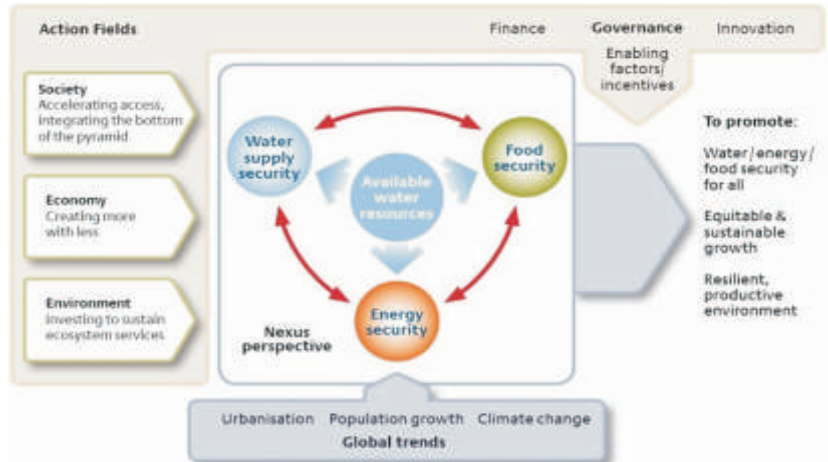 Action Fields
Finance
Governance
Innovation
Enabling
factors/
incentives
Society
Accelerating access,
integrating the bottom
of the pyramid
Economy
Creating more
with less
Environment
Investing to sustain
ecosystem services
Water
supply
security
Food
security
Available
water
resources
Energy
security
Nexus
perspective
To promote:
Water/energy/
food security
for all
Equitable &
sustainable
growth
Resilient,
productive
environment
Urbanisation Population growth Climate change
Global trends